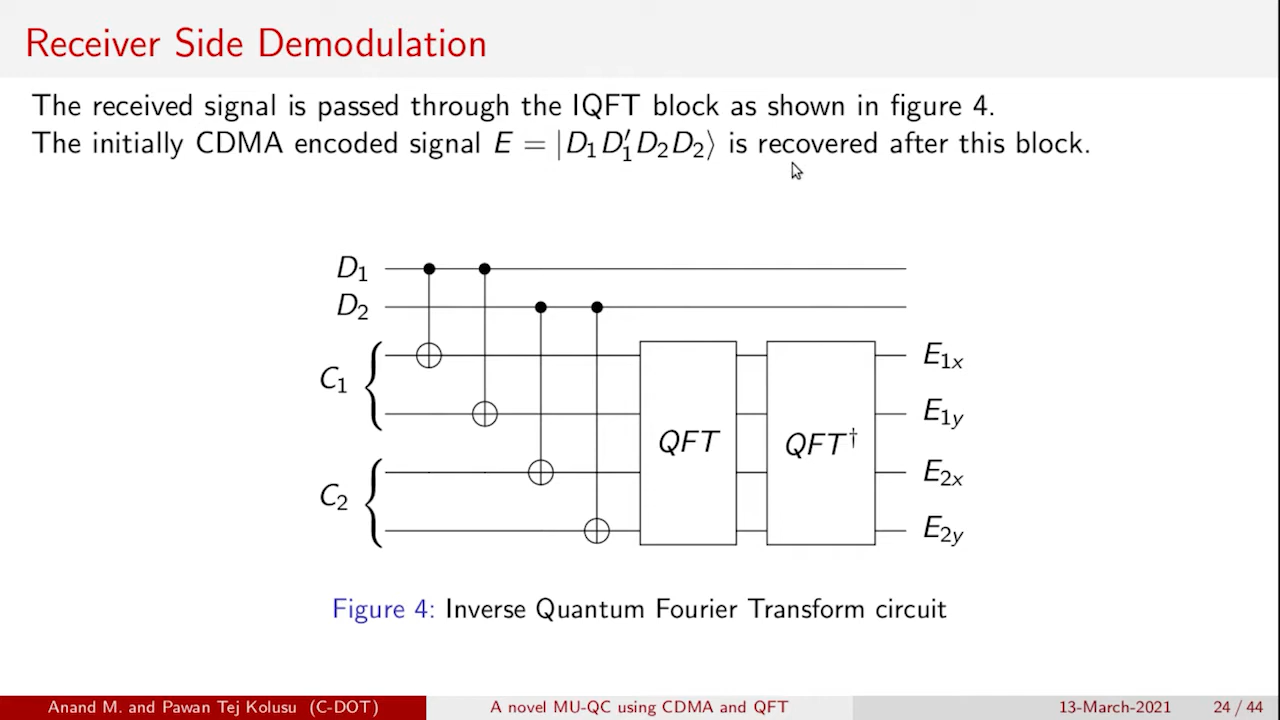 Receiver Side Demodulation
The received signal is passed through the IQFT block as shown in figure 4.
The initially CDMA encoded signal E = |D₁D₁′D₂D₂⟩ is recovered after this block.
D₁
D₂
C₁
C₂
QFT
QFT†
E₁ₓ
E₁y
E₂ₓ
E₂y
Figure 4: Inverse Quantum Fourier Transform circuit
Anand M. and Pawan Tej Kolusu (C-DOT)
A novel MU-QC using CDMA and QFT
13-March-2021
24 / 44